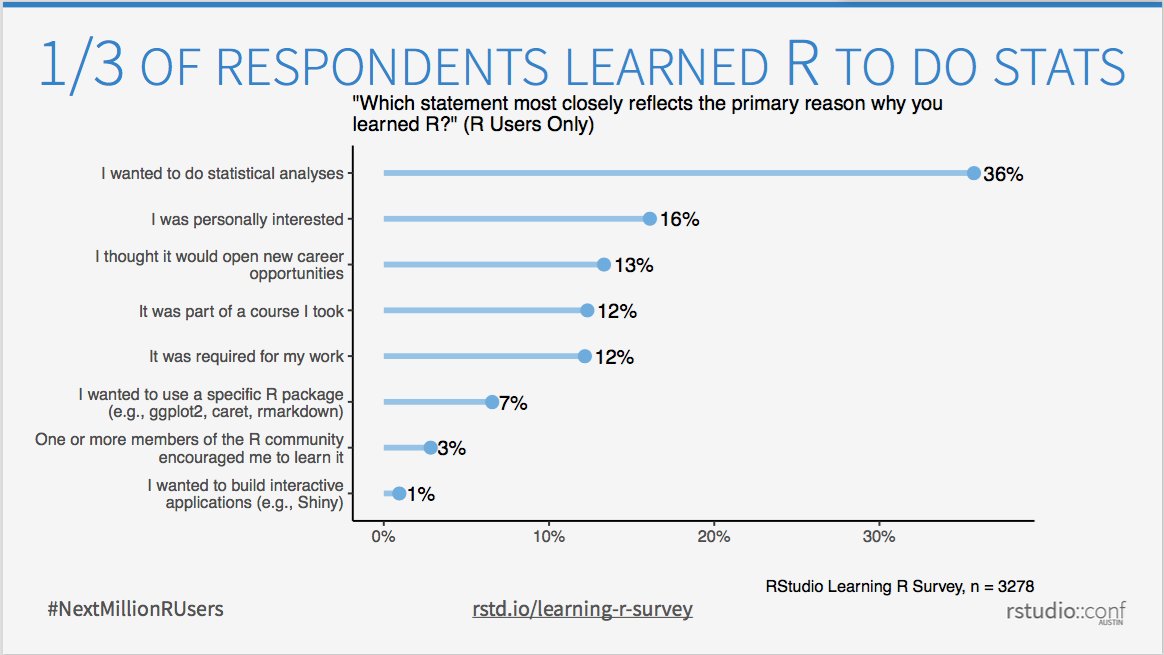 1/3 OF RESPONDENTS LEARNED R TO DO STATS
"Which statement most closely reflects the primary reason why you
learned R?" (R Users Only)
I wanted to do statistical analyses
36%
I was personally interested
16%
I thought it would open new career
opportunities
13%
It was part of a course I took
12%
It was required for my work
12%
I wanted to use a specific R package
(e.g., ggplot2, caret, rmarkdown)
7%
One or more members of the R community
encouraged me to learn it
3%
I wanted to build interactive
applications (e.g., Shiny)
1%
0% 10% 20% 30%
RStudio Learning R Survey, n = 3278
#NextMillionRUsers
rstd.io/learning-r-survey
rstudio::conf
AUSTIN